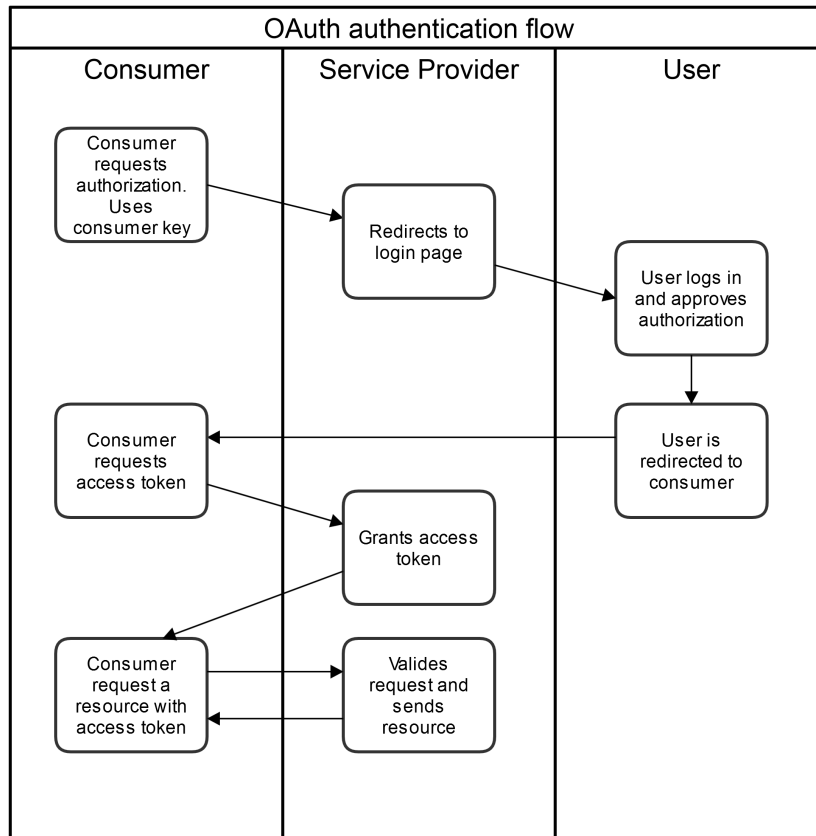 OAuth authentication flow
Consumer
Service Provider
User
Consumer
requests
authorization.
Uses
consumer key
Redirects to
login page
User logs in
and approves
authorization
User is
redirected to
consumer
Consumer
requests
access token
Grants access
token
Consumer
request a
resource with
access token
Valides
request and
sends
resource